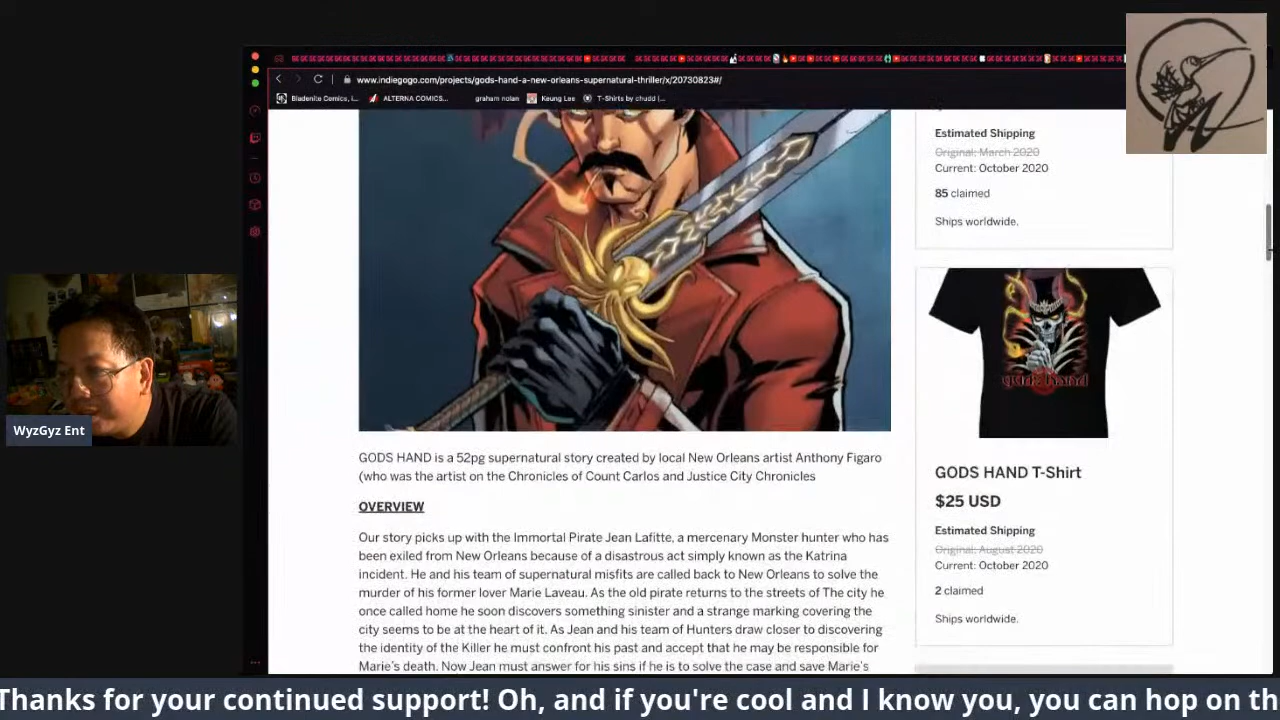 www.indiegogo.com/projects/gods-hand-a-new-orleans-supernatural-thriller/x/20730823#/
Bladenite Comics, i...
ALTERNA COMICS...
graham nolan
Keung Lee
T-Shirts by chudd |
Estimated Shipping
Original: March 2020
Current: October 2020
85 claimed
Ships worldwide.
gods hand
GODS HAND T-Shirt
$25 USD
Estimated Shipping
Original: August 2020
Current: October 2020
2 claimed
Ships worldwide.
GODS HAND is a 52pg supernatural story created by local New Orleans artist Anthony Figaro
(who was the artist on the Chronicles of Count Carlos and Justice City Chronicles
OVERVIEW
Our story picks up with the Immortal Pirate Jean Lafitte, a mercenary Monster hunter who has
been exiled from New Orleans because of a disastrous act simply known as the Katrina
incident. He and his team of supernatural misfits are called back to New Orleans to solve the
murder of his former lover Marie Laveau. As the old pirate returns to the streets of The city he
once called home he soon discovers something sinister and a strange marking covering the
city seems to be at the heart of it. As Jean and his team of Hunters draw closer to discovering
the identity of the Killer he must confront his past and accept that he may be responsible for
Marie's death. Now Jean must answer for his sins if he is to solve the case and save Marie's
WyzGyz Ent
Thanks for your continued support! Oh, and if you're cool and I know you, you can hop on th